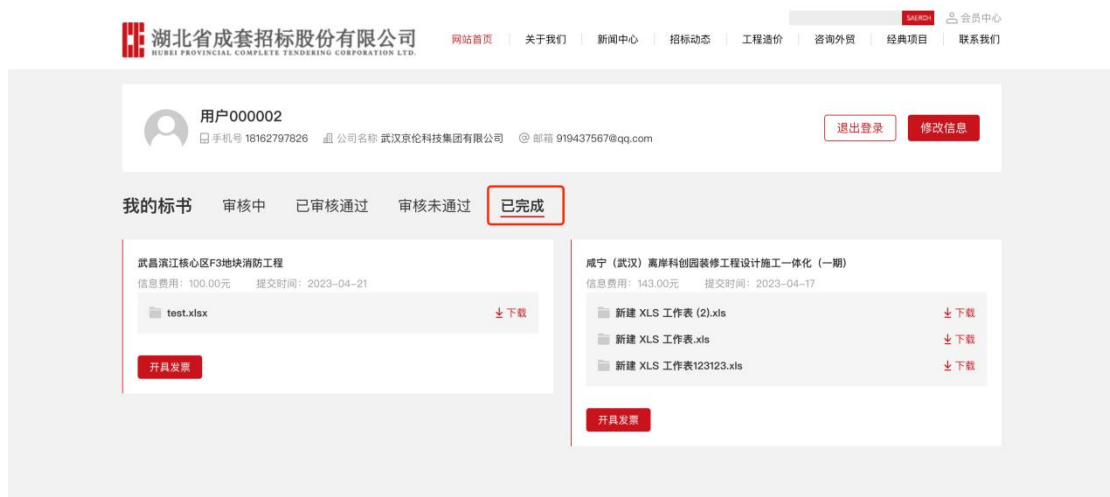 SAERCH 会员中心
湖北省成套招标股份有限公司
HUBEI PROVINCIAL COMPLETE TENDERING CORPORATION LTD.
网站首页 关于我们 新闻中心 招标动态 工程造价 咨询外贸 经典项目 联系我们
用户000002
手机号 18162797826 公司名称 武汉京伦科技集团有限公司 @ 邮箱 919437567@qq.com
退出登录 修改信息
我的标书 审核中 已审核通过 审核未通过 已完成
武昌滨江核心区F3地块消防工程
信息费用：100.00元 提交时间：2023-04-21
test.xlsx 下载
开具发票
咸宁（武汉）离岸科创园装修工程设计施工一体化（一期）
信息费用：143.00元 提交时间：2023-04-17
新建 XLS 工作表 (2).xls 下载
新建 XLS 工作表.xls 下载
新建 XLS 工作表123123.xls 下载
开具发票